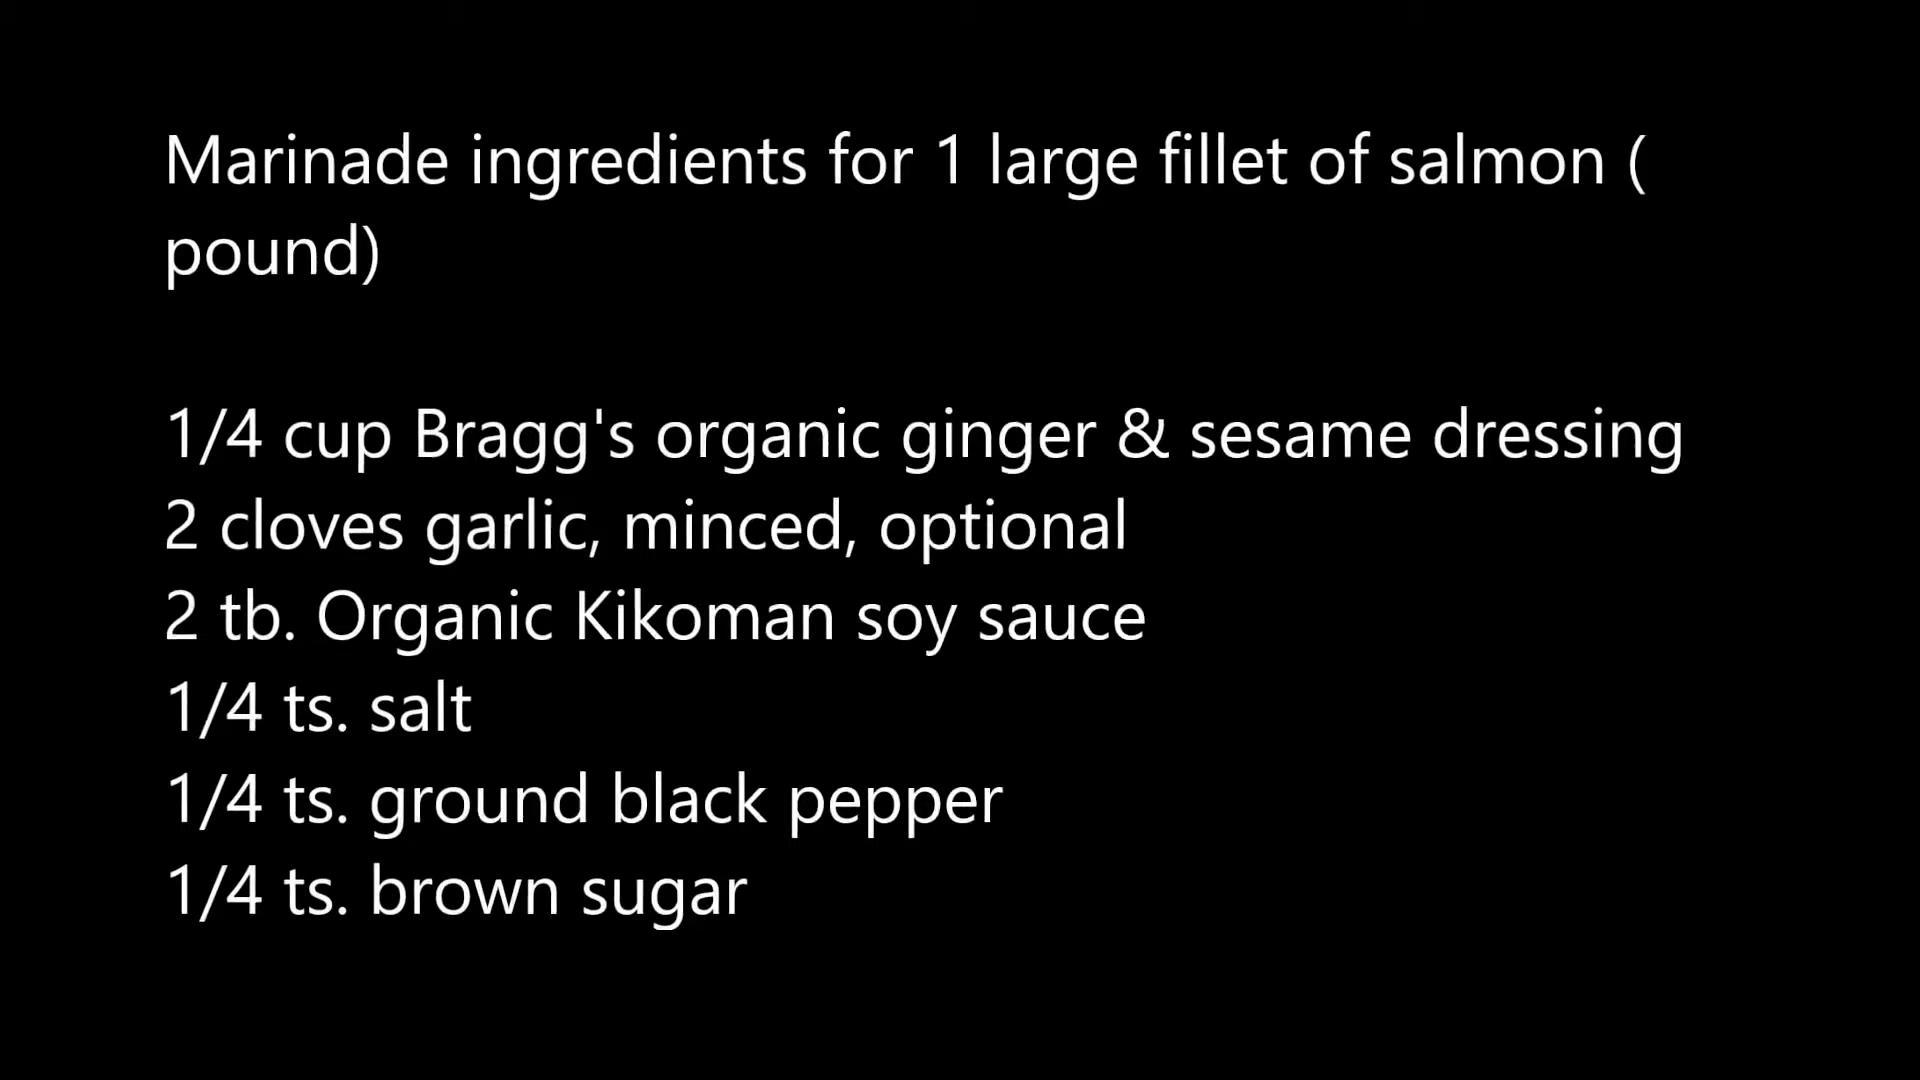 Marinade ingredients for 1 large fillet of salmon (
pound)
1/4 cup Bragg's organic ginger & sesame dressing
2 cloves garlic, minced, optional
2 tb. Organic Kikoman soy sauce
1/4 ts. salt
1/4 ts. ground black pepper
1/4 ts. brown sugar